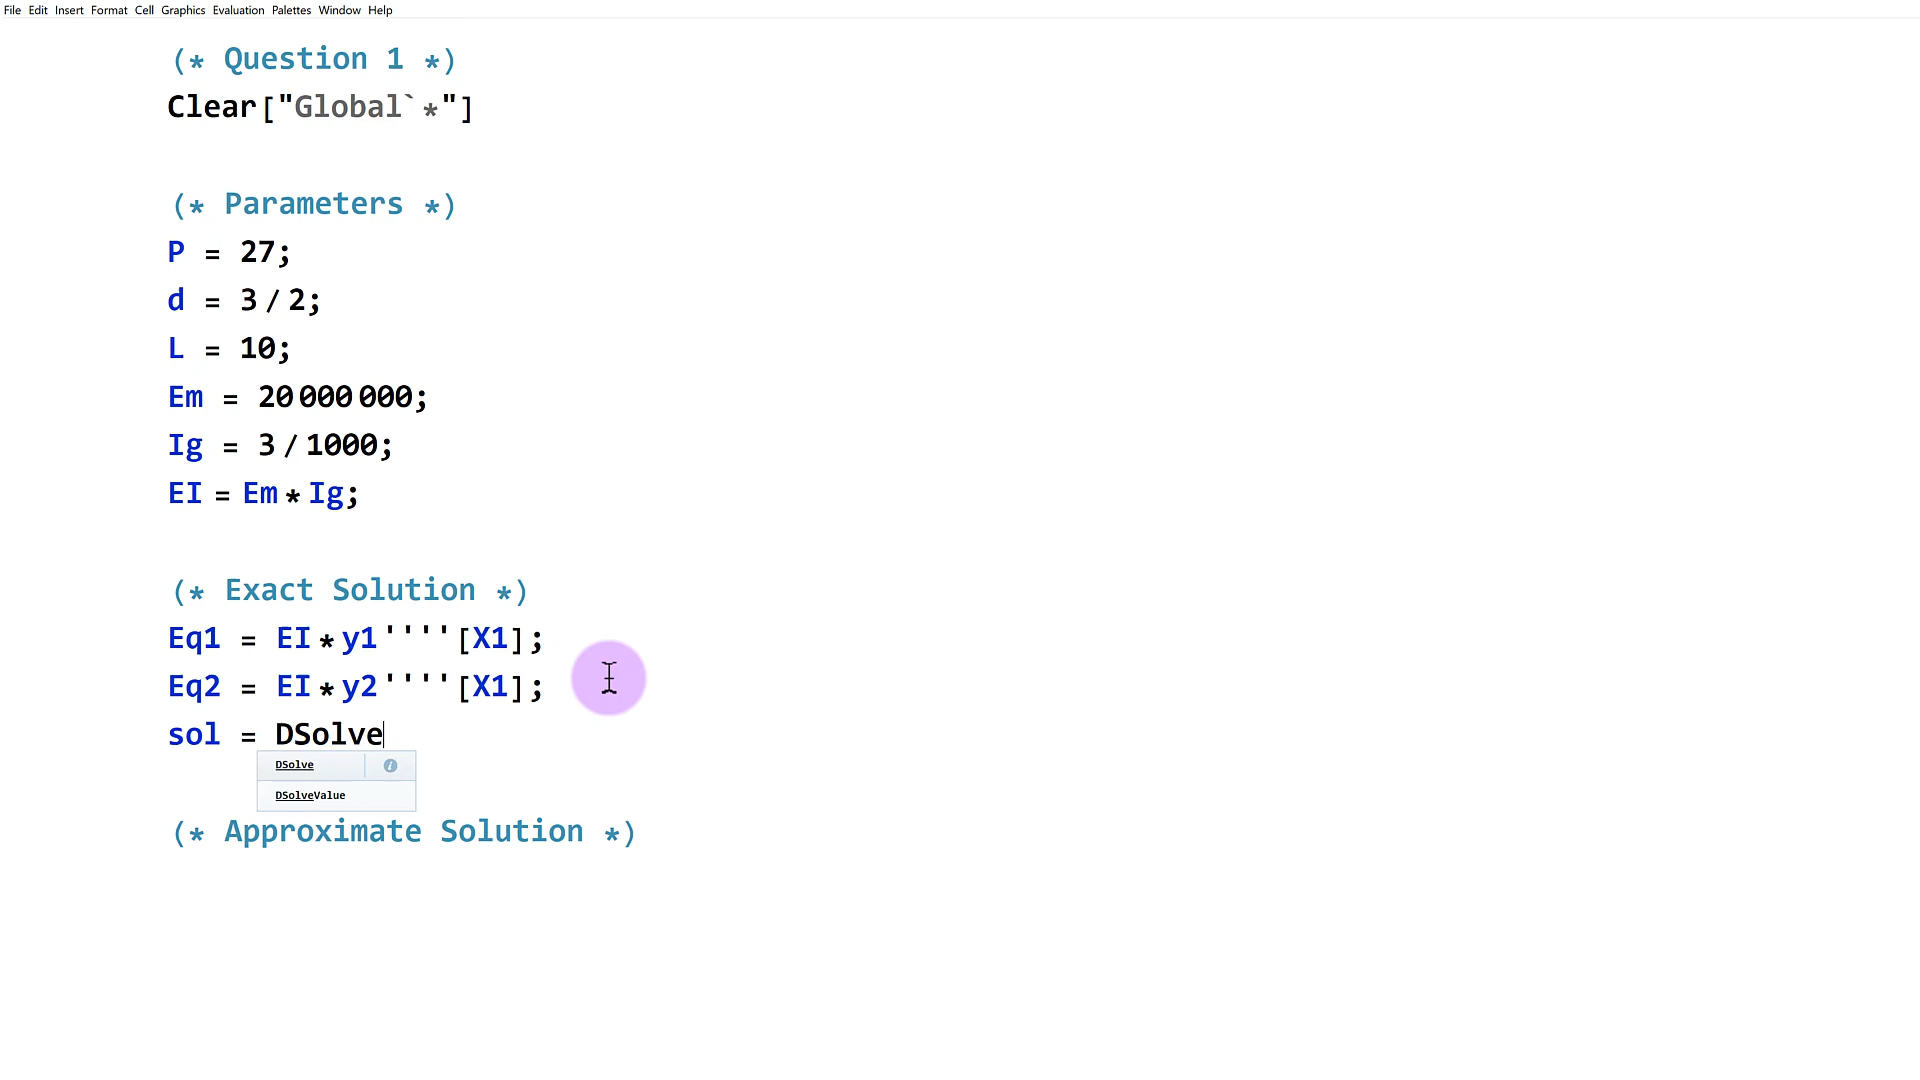 File Edit Insert Format Cell Graphics Evaluation Palettes Window Help
(* Question 1 *)
Clear["Global`*"]
(* Parameters *)
P = 27;
d = 3/2;
L = 10;
Em = 20 000 000;
Ig = 3/1000;
EI = Em*Ig;
(* Exact Solution *)
Eq1 = EI*y1''''[X1];
Eq2 = EI*y2''''[X1];
sol = DSolve
DSolve i
DSolveValue
(* Approximate Solution *)